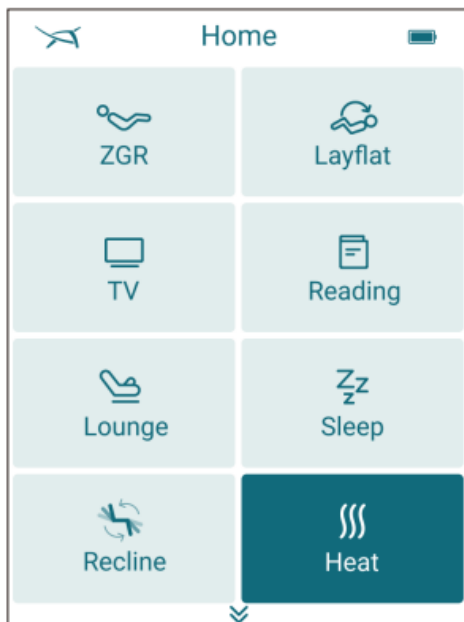 Home
ZGR
Layflat
TV
Reading
Lounge
Sleep
Recline
Heat